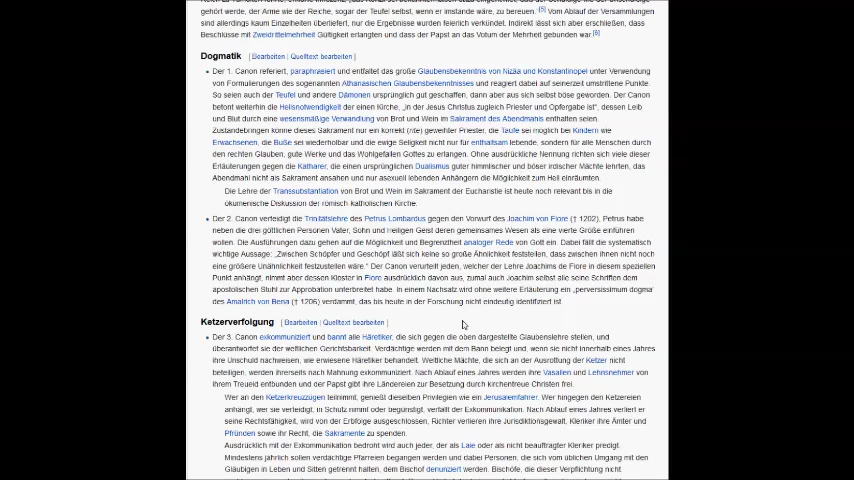 gehört werde, der Arme wie der Reiche, sogar der Teufel selbst, wenn er imstande wäre, zu bereuen. [5] Vom Ablauf der Versammlungen
sind allerdings kaum Einzelheiten überliefert, nur die Ergebnisse wurden feierlich verkündet. Indirekt lässt sich aber erschließen, dass
Beschlüsse mit Zweidrittelmehrheit Gültigkeit erlangten und dass der Papst an das Votum der Mehrheit gebunden war.[6]
Dogmatik [ Bearbeiten | Quelltext bearbeiten ]
• Der 1. Canon referiert, paraphrasiert und entfaltet das große Glaubensbekenntnis von Nizäa und Konstantinopel unter Verwendung
von Formulierungen des sogenannten Athanasischen Glaubensbekenntnisses und reagiert dabei auf seinerzeit umstrittene Punkte.
So seien auch der Teufel und andere Dämonen ursprünglich gut geschaffen, dann aber aus sich selbst böse geworden. Der Canon
betont weiterhin die Heilsnotwendigkeit der einen Kirche, „in der Jesus Christus zugleich Priester und Opfergabe ist“, dessen Leib
und Blut durch eine wesensmäßige Verwandlung von Brot und Wein im Sakrament des Abendmahls enthalten seien.
Zustandebringen könne dieses Sakrament nur ein korrekt (rite) geweihter Priester, die Taufe sei möglich bei Kindern wie
Erwachsenen, die Buße sei wiederholbar und die ewige Seligkeit nicht nur für enthaltsam lebende, sondern für alle Menschen durch
den rechten Glauben, gute Werke und das Wohlgefallen Gottes zu erlangen. Ohne ausdrückliche Nennung richten sich viele dieser
Erläuterungen gegen die Katharer, die einen ursprünglichen Dualismus guter himmlischer und böser irdischer Mächte lehrten, das
Abendmahl nicht als Sakrament ansahen und nur asexuell lebenden Anhängern die Möglichkeit zum Heil einräumten.
Die Lehre der Transsubstantiation von Brot und Wein im Sakrament der Eucharistie ist heute noch relevant bis in die
ökumenische Diskussion der römisch-katholischen Kirche.
• Der 2. Canon verteidigt die Trinitätslehre des Petrus Lombardus gegen den Vorwurf des Joachim von Fiore († 1202), Petrus habe
neben die drei göttlichen Personen Vater, Sohn und Heiligen Geist deren gemeinsames Wesen als eine vierte Größe einführen
wollen. Die Ausführungen dazu gehen auf die Möglichkeit und Begrenztheit analoger Rede von Gott ein. Dabei fällt die systematisch
wichtige Aussage: „Zwischen Schöpfer und Geschöpf läßt sich keine so große Ähnlichkeit feststellen, dass zwischen ihnen nicht noch
eine größere Unähnlichkeit festzustellen wäre.“ Der Canon verurteilt jeden, welcher der Lehre Joachims de Fiore in diesem speziellen
Punkt anhängt, nimmt aber dessen Kloster in Fiore ausdrücklich davon aus, zumal auch Joachim selbst alle seine Schriften dem
apostolischen Stuhl zur Approbation unterbreitet habe. In einem Nachsatz wird ohne weitere Erläuterung ein „perversissimum dogma“
des Amalrich von Bena († 1206) verdammt, das bis heute in der Forschung nicht eindeutig identifiziert ist.
Ketzerverfolgung [ Bearbeiten | Quelltext bearbeiten ]
• Der 3. Canon exkommuniziert und bannt alle Häretiker, die sich gegen die oben dargestellte Glaubenslehre stellen, und
überantwortet sie der weltlichen Gerichtsbarkeit. Verdächtige werden mit dem Bann belegt und, wenn sie nicht innerhalb eines Jahres
ihre Unschuld nachweisen, wie erwiesene Häretiker behandelt. Weltliche Mächte, die sich an der Ausrottung der Ketzer nicht
beteiligen, werden ihrerseits nach Mahnung exkommuniziert. Nach Ablauf eines Jahres werden ihre Vasallen und Lehnsnehmer von
ihrem Treueid entbunden und der Papst gibt ihre Ländereien zur Besetzung durch kirchentreue Christen frei.
Wer an den Ketzerkreuzzügen teilnimmt, genießt dieselben Privilegien wie ein Jerusalemfahrer. Wer hingegen den Ketzereien
anhängt, wer sie verteidigt, in Schutz nimmt oder begünstigt, verfällt der Exkommunikation. Nach Ablauf eines Jahres verliert er
seine Rechtsfähigkeit, wird von der Erbfolge ausgeschlossen, Richter verlieren ihre Jurisdiktionsgewalt, Kleriker ihre Ämter und
Pfründen sowie ihr Recht, die Sakramente zu spenden.
Ausdrücklich mit der Exkommunikation bedroht wird auch jeder, der als Laie oder als nicht beauftragter Kleriker predigt.
Mindestens jährlich sollen verdächtige Pfarreien begangen werden und dabei Personen, die sich vom üblichen Umgang mit den
Gläubigen in Leben und Sitten getrennt halten, dem Bischof denunziert werden. Bischöfe, die dieser Verpflichtung nicht